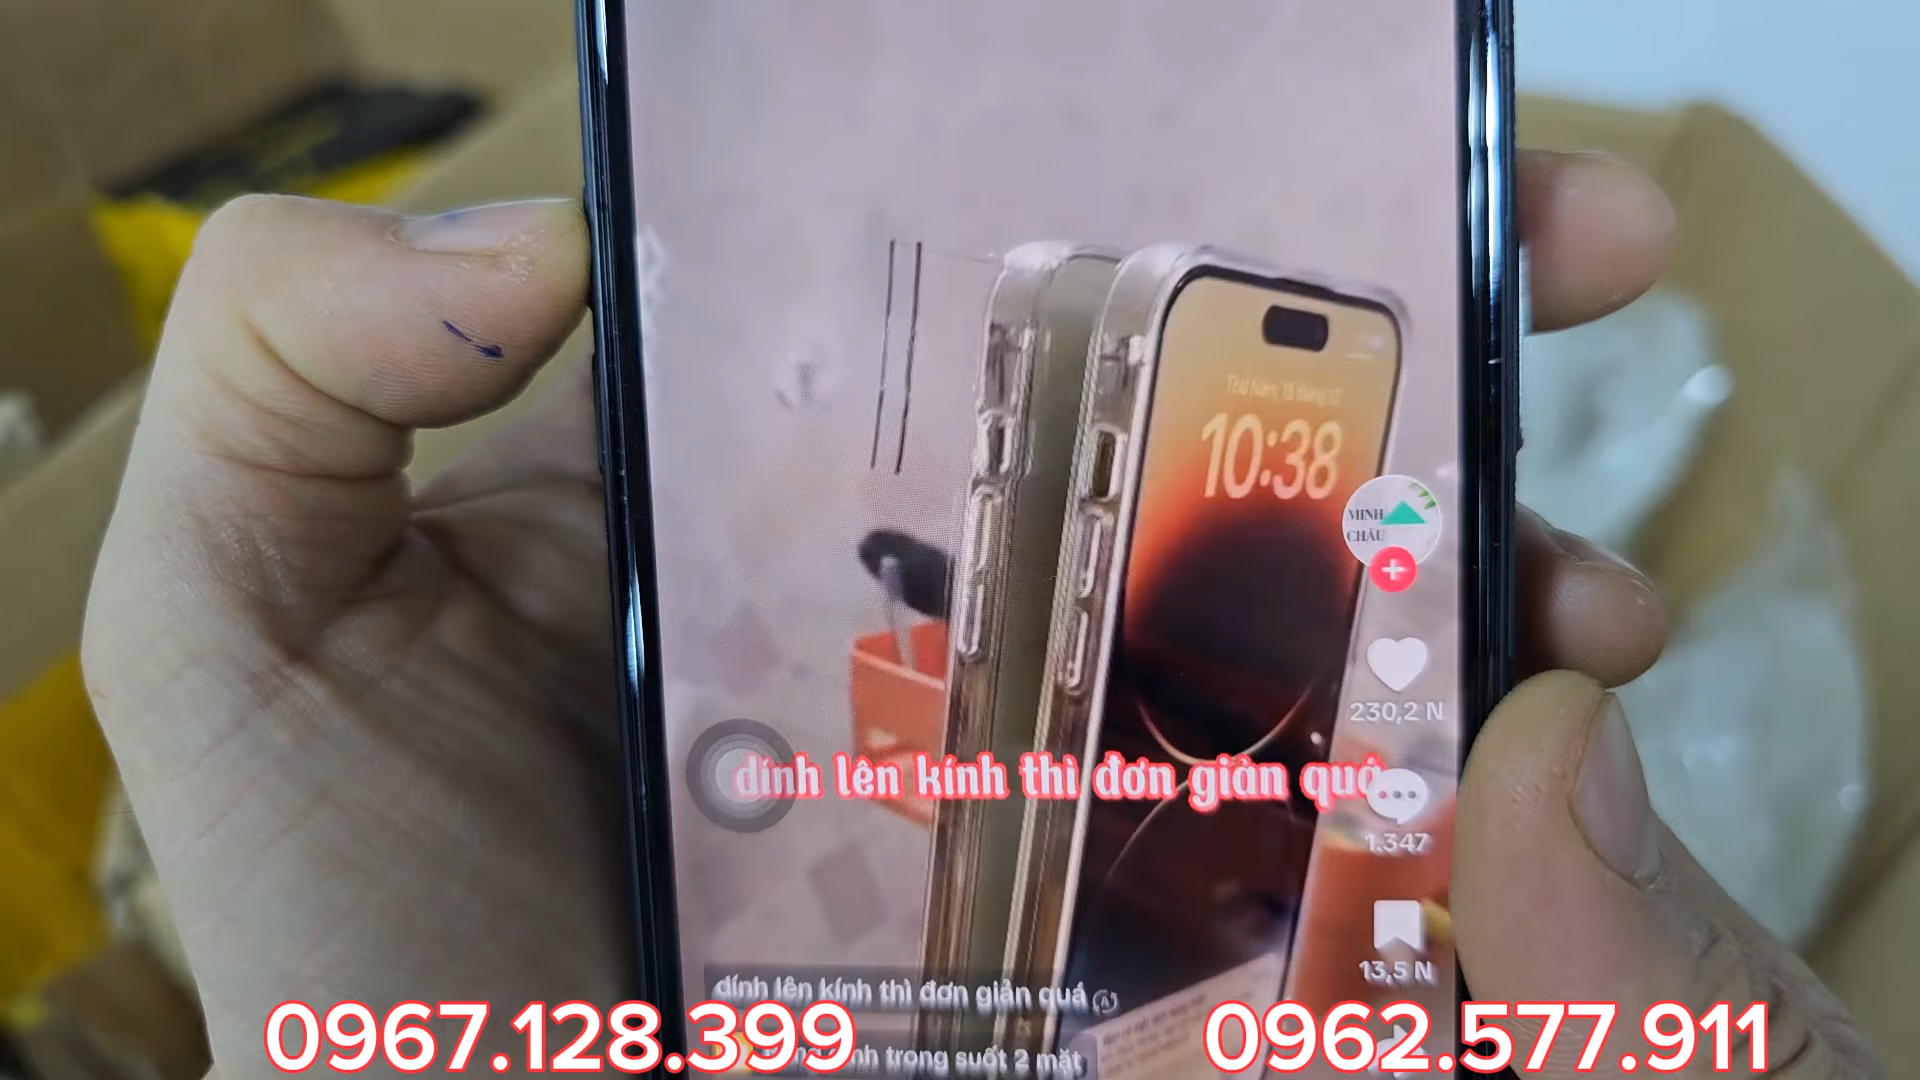 Thứ Năm, 15 tháng 12
10:38
MINH
CHÂU
230,2 N
dính lên kính thì đơn giản quá
1.347
13,5 N
dính lên kính thì đơn giản quá
dính trong suốt 2 mặt
0967.128.399
0962.577.911